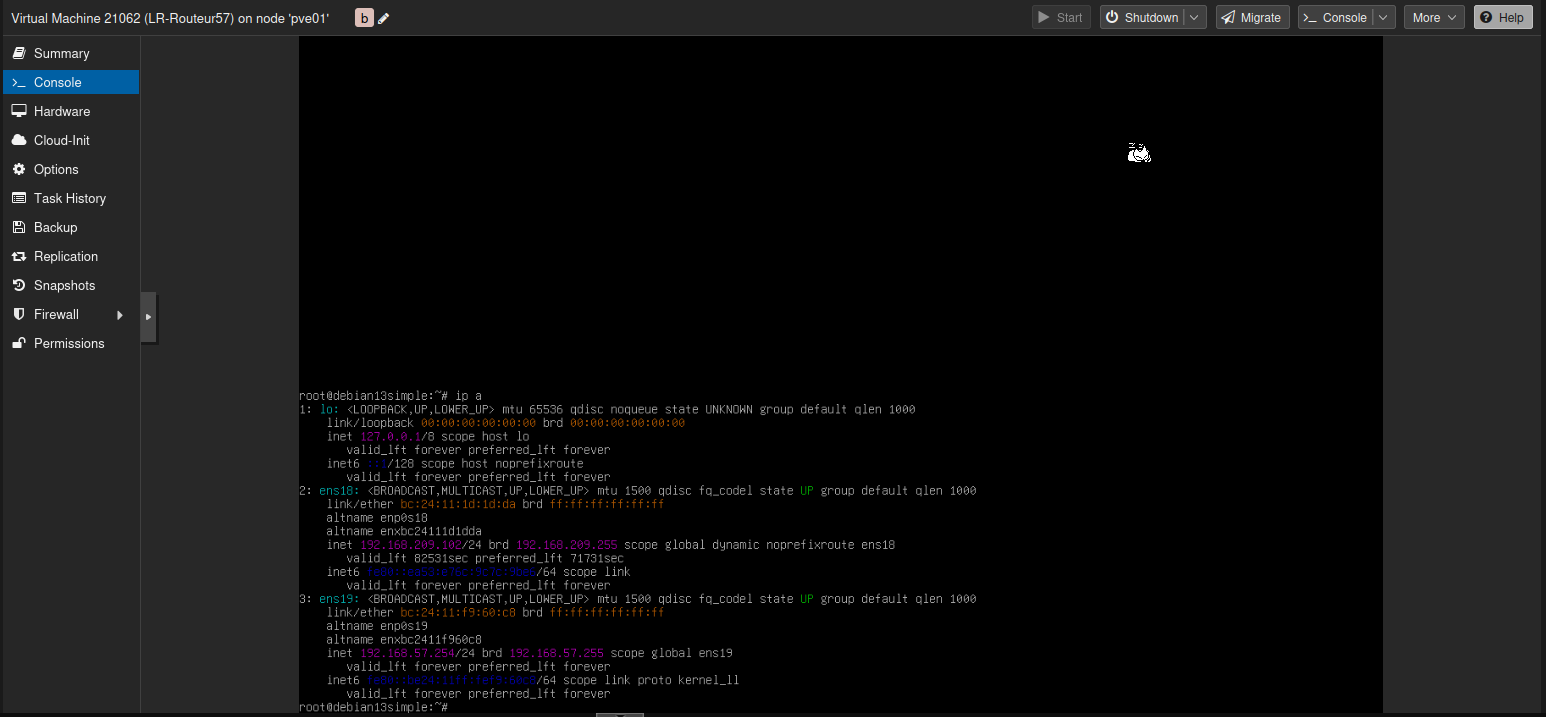 Virtual Machine 21062 (LR-Routeur57) on node 'pve01' b Start Shutdown Migrate Console More Help
Summary
Console
Hardware
Cloud-Init
Options
Task History
Backup
Replication
Snapshots
Firewall
Permissions
root@debian13simple:~# ip a
1: lo: <LOOPBACK,UP,LOWER_UP> mtu 65536 qdisc noqueue state UNKNOWN group default qlen 1000
link/loopback 00:00:00:00:00:00 brd 00:00:00:00:00:00
inet 127.0.0.1/8 scope host lo
valid_lft forever preferred_lft forever
inet6 ::1/128 scope host noprefixroute
valid_lft forever preferred_lft forever
2: ens18: <BROADCAST,MULTICAST,UP,LOWER_UP> mtu 1500 qdisc fq_codel state UP group default qlen 1000
link/ether bc:24:11:1d:1d:da brd ff:ff:ff:ff:ff:ff
altname enp0s18
altname enxbc24111d1dda
inet 192.168.209.102/24 brd 192.168.209.255 scope global dynamic noprefixroute ens18
valid_lft 82531sec preferred_lft 71731sec
inet6 /64 scope link
valid_lft forever preferred_lft forever
3: ens19: <BROADCAST,MULTICAST,UP,LOWER_UP> mtu 1500 qdisc fq_codel state UP group default qlen 1000
link/ether bc:24:11:f9:60:c8 brd ff:ff:ff:ff:ff:ff
altname enp0s19
altname enxbc2411f960c8
inet 192.168.57.254/24 brd 192.168.57.255 scope global ens19
valid_lft forever preferred_lft forever
inet6 fe80::be24:11ff:fef9:60c8/64 scope link proto kernel_ll
valid_lft forever preferred_lft forever
root@debian13simple:~#